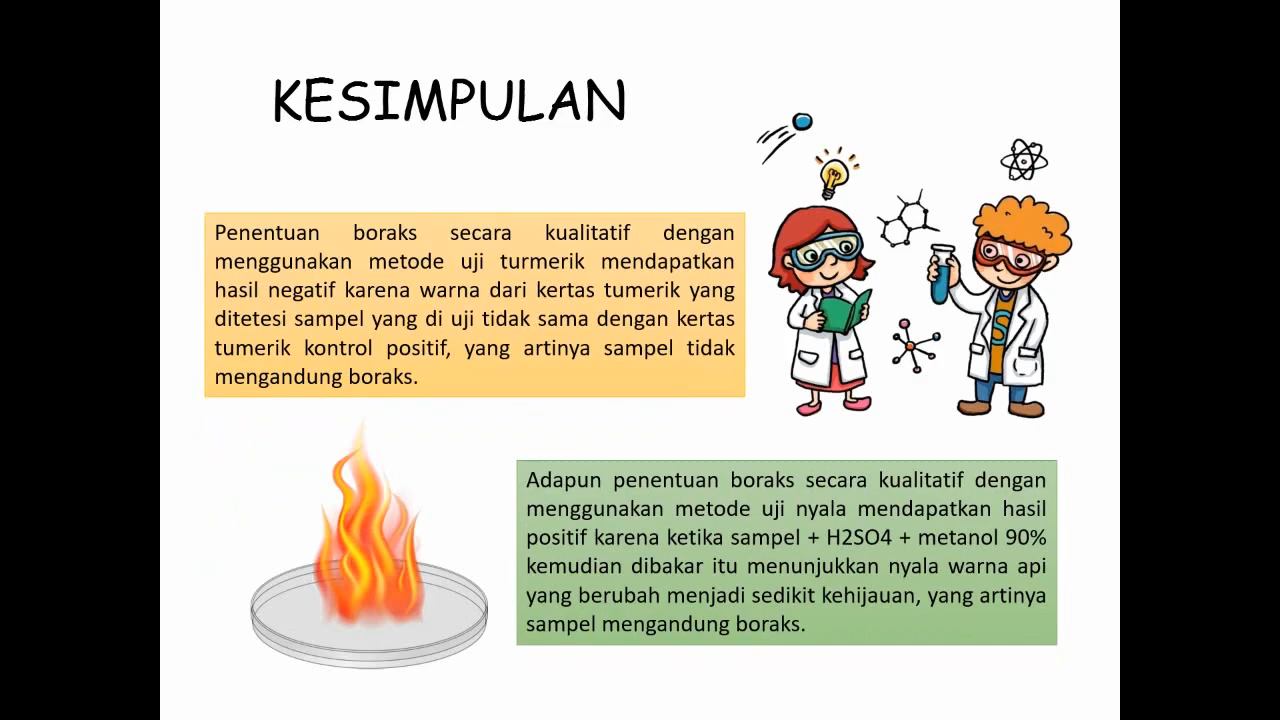 KESIMPULAN
Penentuan boraks secara kualitatif dengan
menggunakan metode uji turmerik mendapatkan
hasil negatif karena warna dari kertas tumerik yang
ditetesi sampel yang di uji tidak sama dengan kertas
tumerik kontrol positif, yang artinya sampel tidak
mengandung boraks.
S
Adapun penentuan boraks secara kualitatif dengan
menggunakan metode uji nyala mendapatkan hasil
positif karena ketika sampel + H2SO4 + metanol 90%
kemudian dibakar itu menunjukkan nyala warna api
yang berubah menjadi sedikit kehijauan, yang artinya
sampel mengandung boraks.